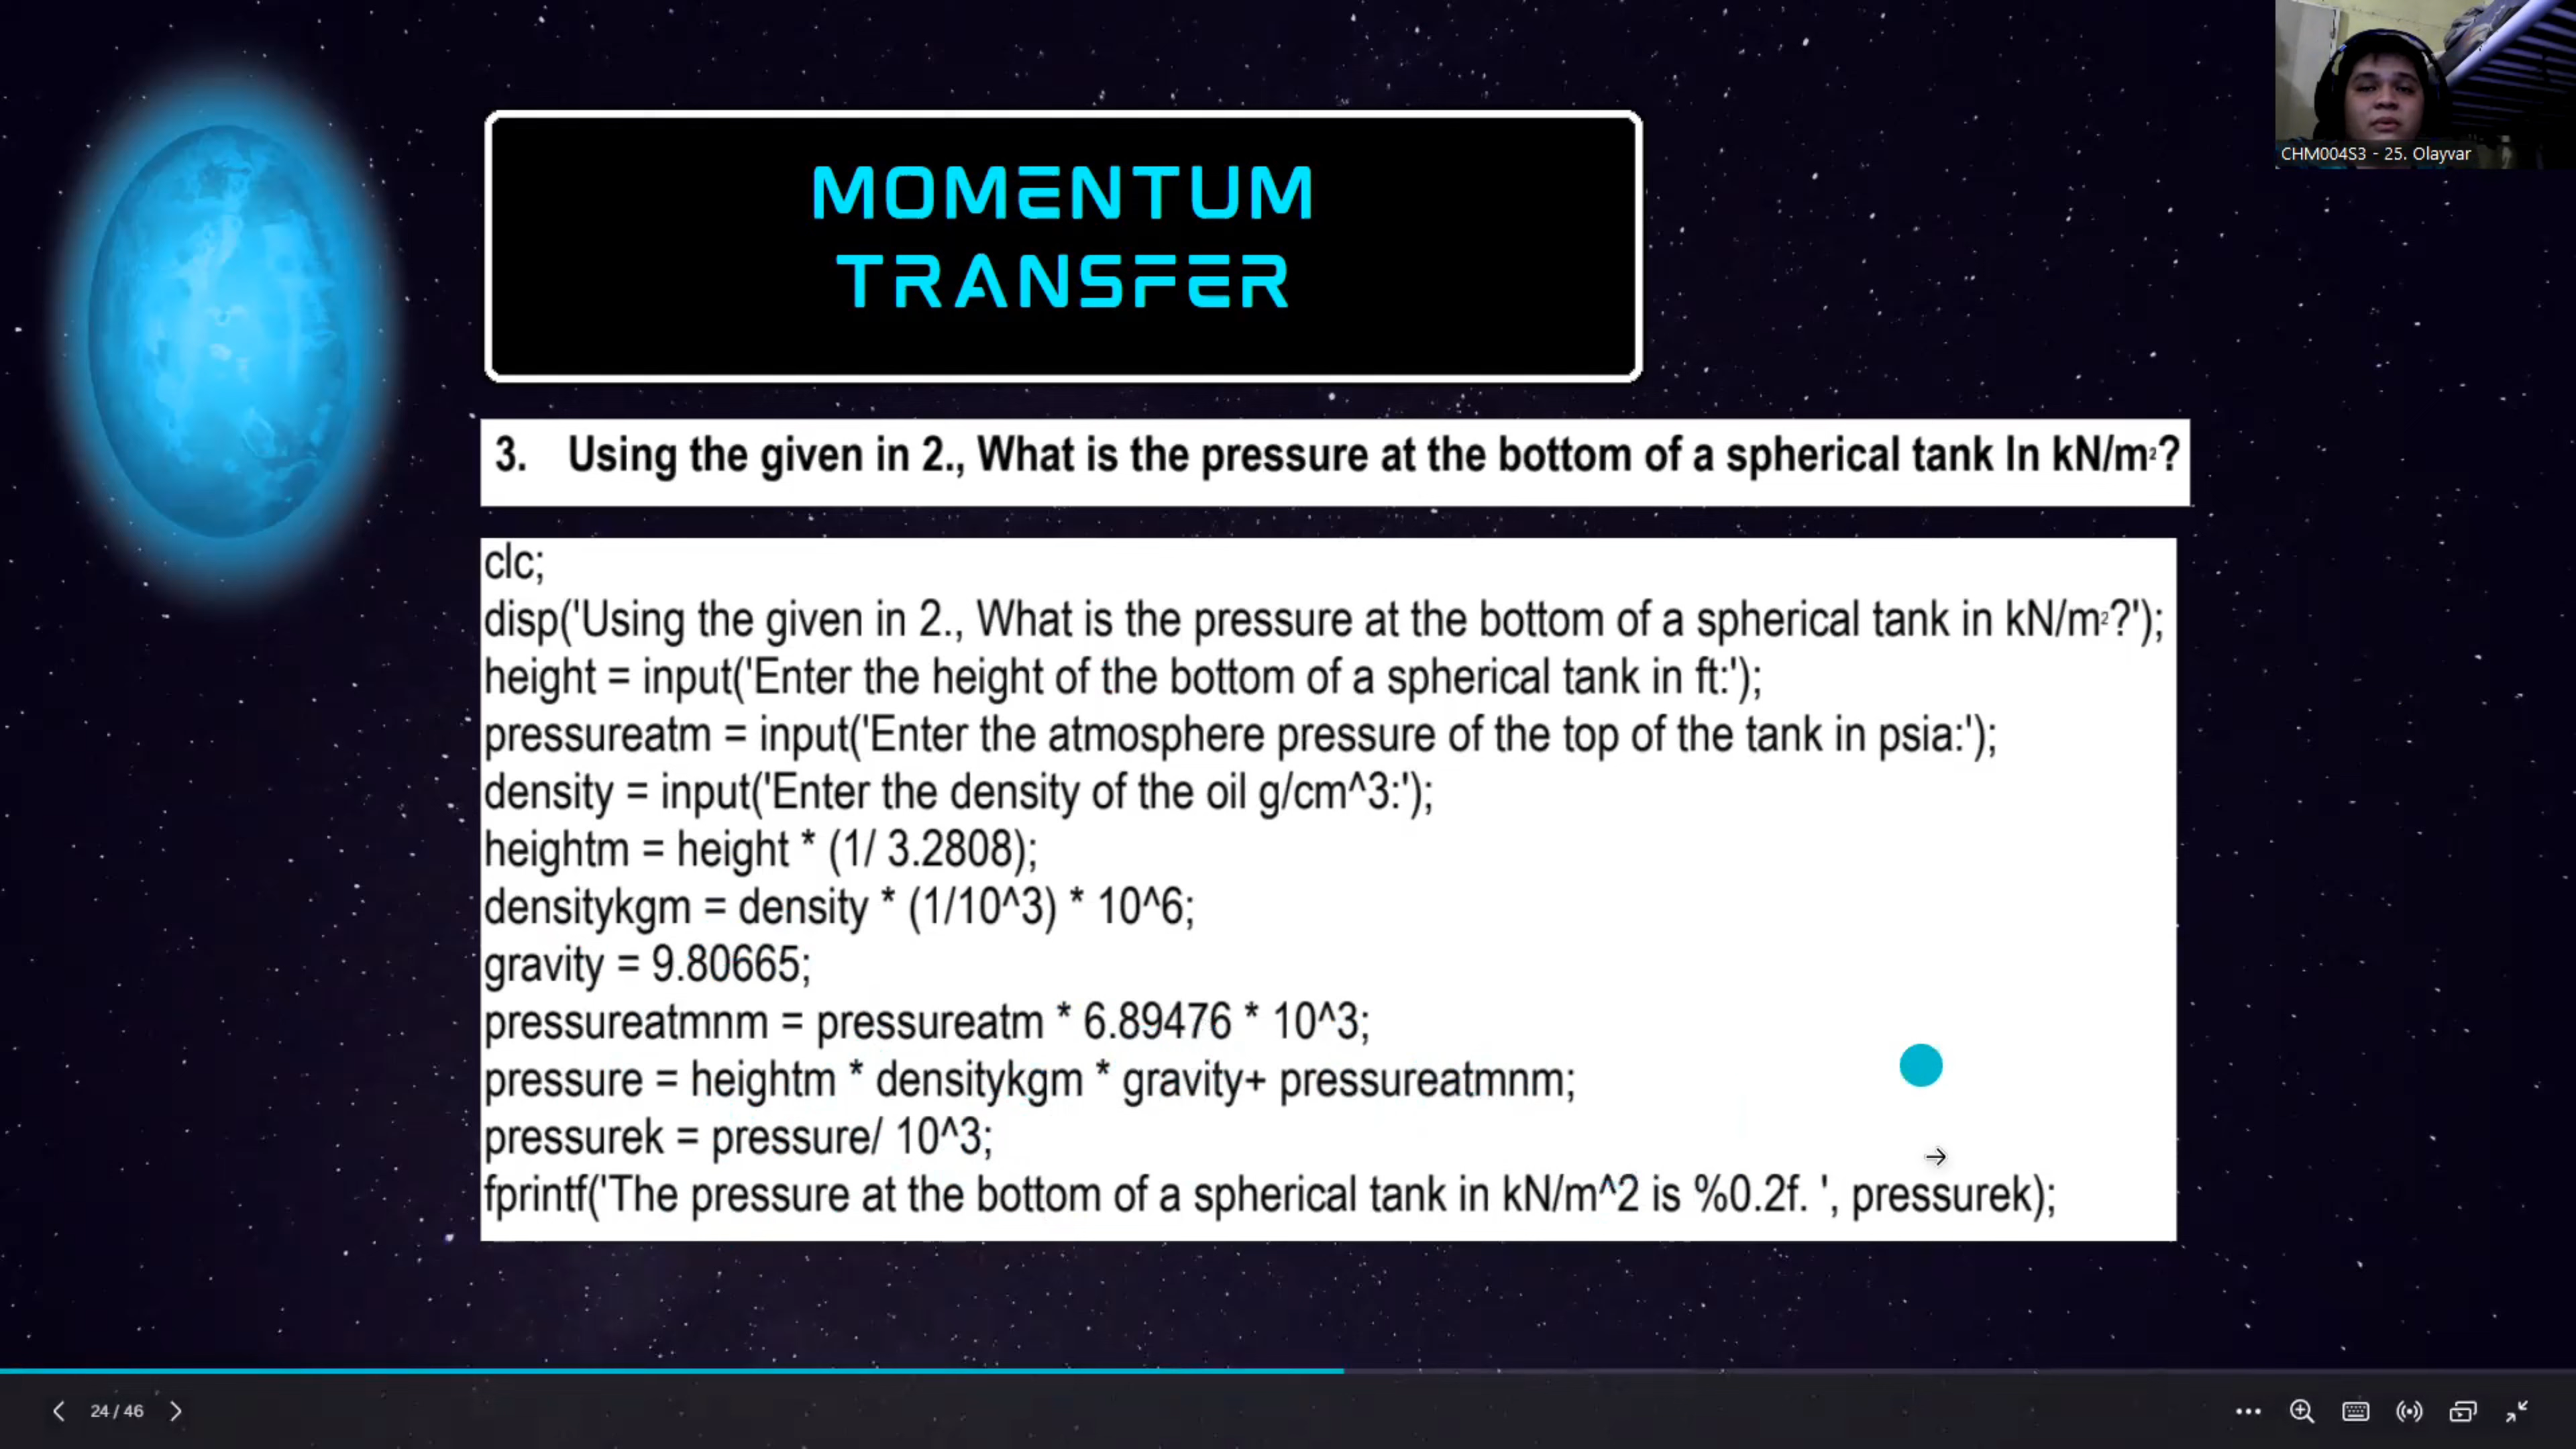 CHM004S3 - 25. Olayvar
MOMENTUM
TRANSFER
3. Using the given in 2., What is the pressure at the bottom of a spherical tank In kN/m²?
clc;
disp('Using the given in 2., What is the pressure at the bottom of a spherical tank in kN/m²?');
height = input('Enter the height of the bottom of a spherical tank in ft:');
pressureatm = input('Enter the atmosphere pressure of the top of the tank in psia:');
density = input('Enter the density of the oil g/cm^3:');
heightm = height * (1/ 3.2808);
densitykgm = density * (1/10^3) * 10^6;
gravity = 9.80665;
pressureatmnm = pressureatm * 6.89476 * 10^3;
pressure = heightm * densitykgm * gravity+ pressureatmnm;
pressurek = pressure/ 10^3;
fprintf('The pressure at the bottom of a spherical tank in kN/m^2 is %0.2f. ', pressurek);
24 / 46